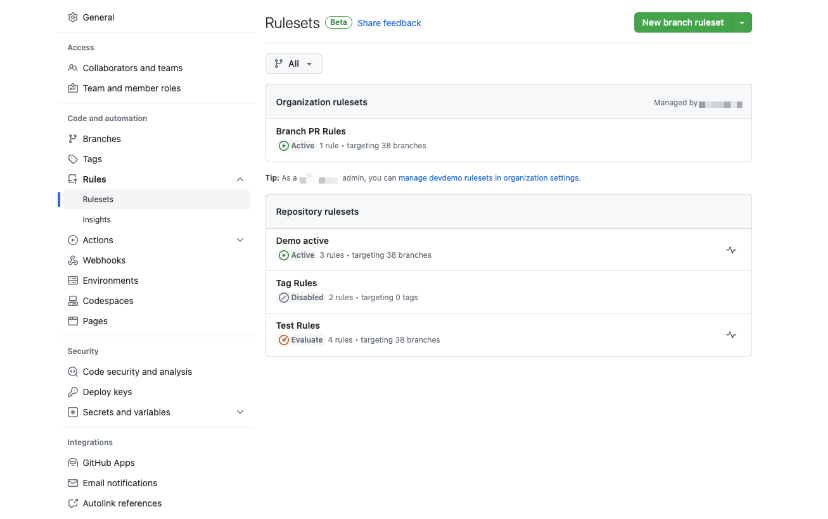 General
Access
Collaborators and teams
Team and member roles
Code and automation
Branches
Tags
Rules
Rulesets
Insights
Actions
Webhooks
Environments
Codespaces
Pages
Security
Code security and analysis
Deploy keys
Secrets and variables
Integrations
GitHub Apps
Email notifications
Autolink references
Rulesets Beta Share feedback
New branch ruleset
All
Organization rulesets Managed by
Branch PR Rules
Active 1 rule • targeting 38 branches
Tip: As a admin, you can manage devdemo rulesets in organization settings.
Repository rulesets
Demo active
Active 3 rules • targeting 38 branches
Tag Rules
Disabled 2 rules • targeting 0 tags
Test Rules
Evaluate 4 rules • targeting 38 branches